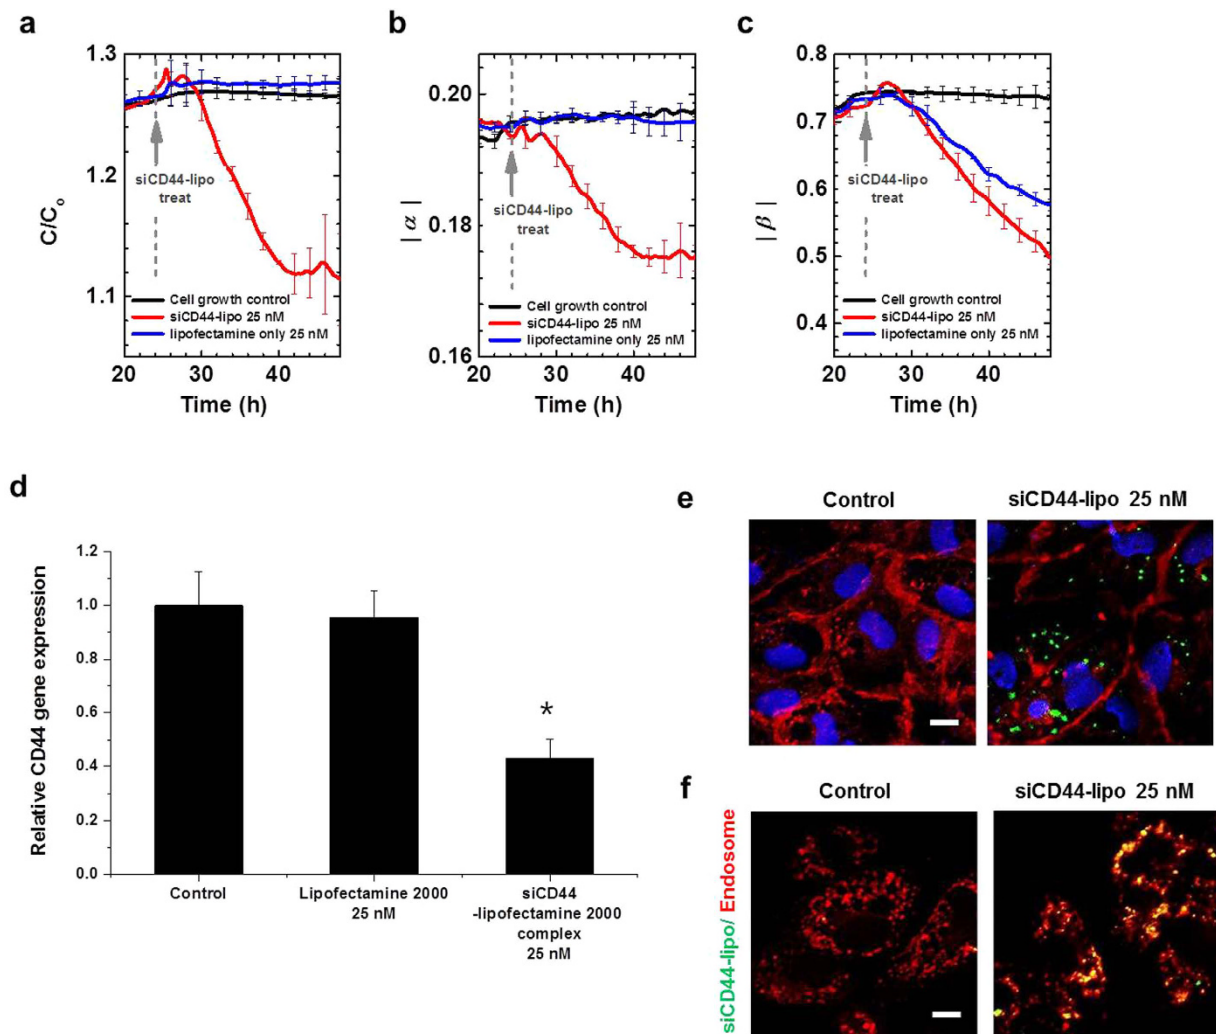 a
1.3
1.2
1.1
C/Cₒ
siCD44-lipo
treat
Cell growth control
siCD44-lipo 25 nM
lipofectamine only 25 nM
20
30
40
Time (h)
b
0.20
0.18
0.16
|α|
siCD44-lipo
treat
Cell growth control
siCD44-lipo 25 nM
lipofectamine only 25 nM
20
30
40
Time (h)
c
0.8
0.7
0.6
0.5
0.4
|β|
siCD44-lipo
treat
Cell growth control
siCD44-lipo 25 nM
lipofectamine only 25 nM
20
30
40
Time (h)
d
Relative CD44 gene expression
1.2
1.0
0.8
0.6
0.4
0.2
0.0
*
Control
Lipofectamine 2000
25 nM
siCD44
-lipofectamine 2000
complex
25 nM
e
Control
siCD44-lipo 25 nM
f
Control
siCD44-lipo 25 nM
siCD44-lipo/ Endosome